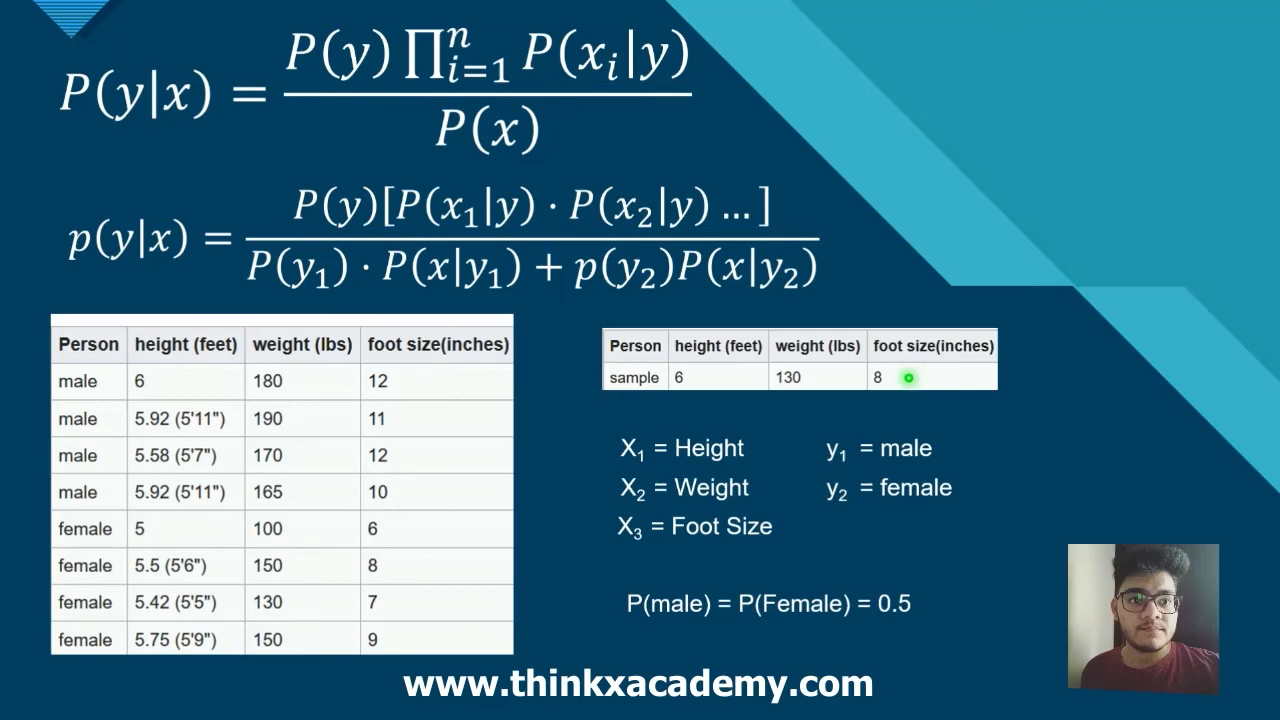 P(y|x) = P(y) ∏ⁿᵢ₌₁ P(xᵢ|y) / P(x)
p(y|x) = P(y)[P(x₁|y) · P(x₂|y) ...] / P(y₁) · P(x|y₁) + p(y₂)P(x|y₂)
Person height (feet) weight (lbs) foot size(inches)
male 6 180 12
male 5.92 (5'11") 190 11
male 5.58 (5'7") 170 12
male 5.92 (5'11") 165 10
female 5 100 6
female 5.5 (5'6") 150 8
female 5.42 (5'5") 130 7
female 5.75 (5'9") 150 9
Person height (feet) weight (lbs) foot size(inches)
sample 6 130 8
X₁ = Height y₁ = male
X₂ = Weight y₂ = female
X₃ = Foot Size
P(male) = P(Female) = 0.5
www.thinkxacademy.com